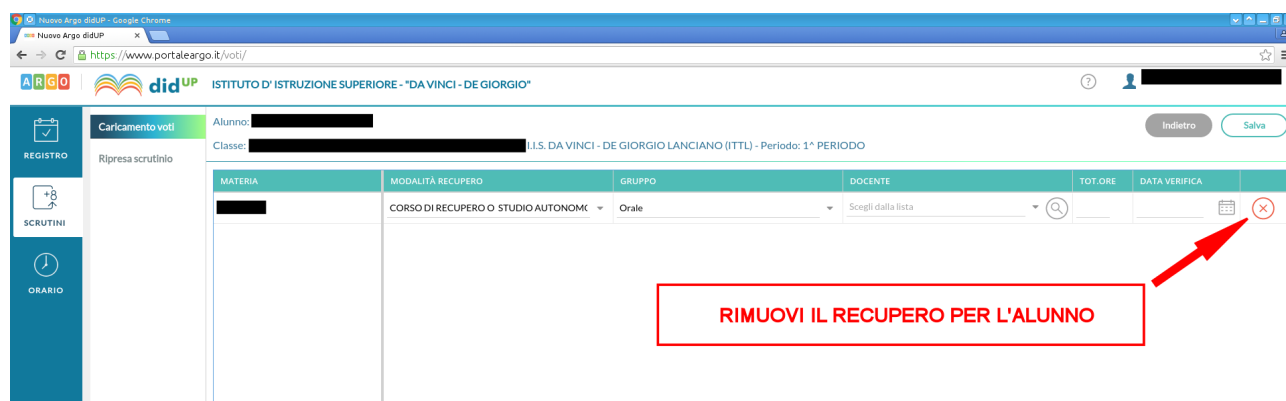 Nuovo Argo didUP - Google Chrome
Nuovo Argo didUP x
https://www.portaleargo.it/voti/
ARGO didUP ISTITUTO D' ISTRUZIONE SUPERIORE - "DA VINCI - DE GIORGIO" ?
REGISTRO
SCRUTINI
ORARIO
Caricamento voti
Ripresa scrutinio
Alunno:
Classe: I.I.S. DA VINCI - DE GIORGIO LANCIANO (ITTL) - Periodo: 1^ PERIODO
Indietro Salva
MATERIA MODALITÀ RECUPERO GRUPPO DOCENTE TOT.ORE DATA VERIFICA
CORSO DI RECUPERO O STUDIO AUTONOMO Orale Scegli dalla lista
RIMUOVI IL RECUPERO PER L'ALUNNO